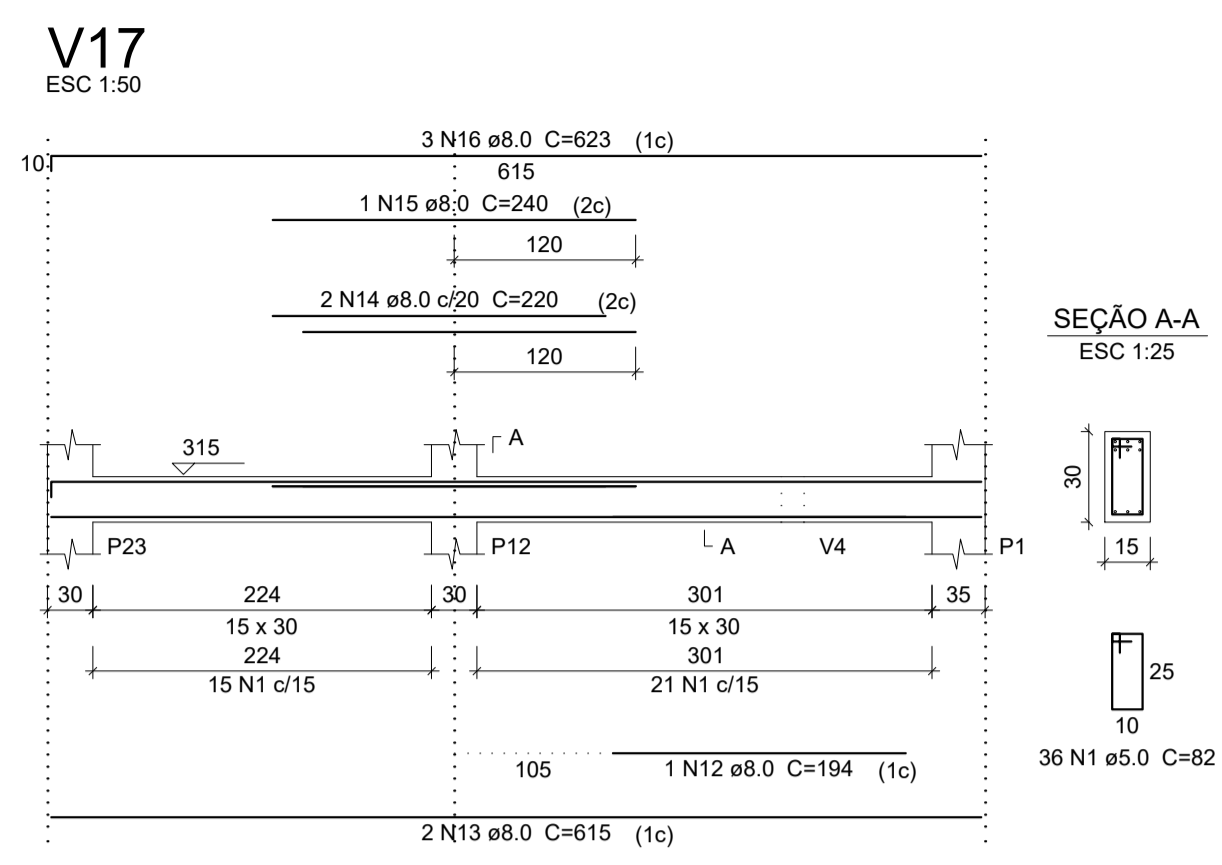 V17
ESC 1:50
3 N16 ø8.0 C=623 (1c)
10
615
1 N15 ø8.0 C=240 (2c)
120
2 N14 ø8.0 c/20 C=220 (2c)
120
SEÇÃO A-A
ESC 1:25
A
315
30
P23
P12
A
V4
P1
15
30
224
30
301
35
15 x 30
15 x 30
224
301
15 N1 c/15
21 N1 c/15
25
10
36 N1 ø5.0 C=82
105
1 N12 ø8.0 C=194 (1c)
2 N13 ø8.0 C=615 (1c)